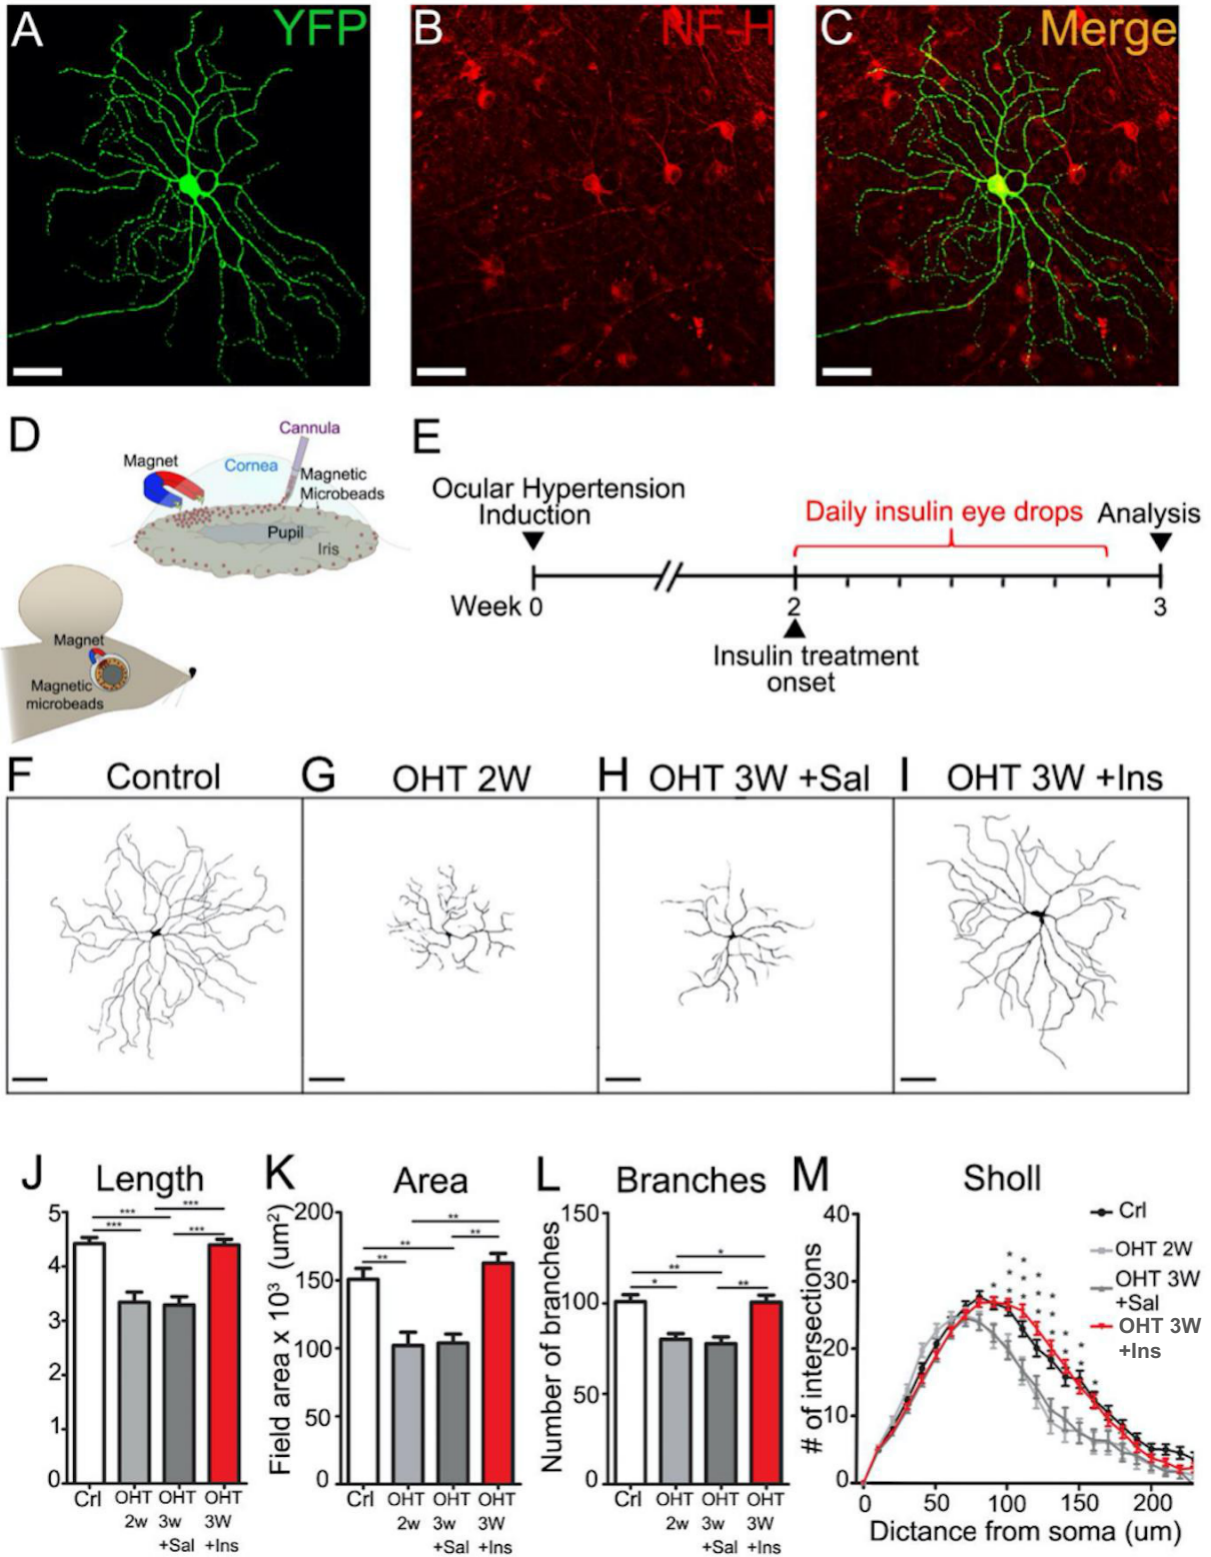 A YFP
B NF-H
C Merge
D
Cannula
Magnet
Cornea
Magnetic
Microbeads
Pupil
Iris
Magnet
Magnetic
microbeads
E
Ocular Hypertension
Induction
Daily insulin eye drops
Analysis
Week 0
2
3
Insulin treatment
onset
F Control
G OHT 2W
H OHT 3W +Sal
I OHT 3W +Ins
J Length
5
4
3
2
1
0
***
***
***
***
Crl OHT OHT OHT
2w 3w 3W
+Sal +Ins
K Area
Field area x 10³ (um²)
200
150
100
50
0
**
**
**
**
Crl OHT OHT OHT
2w 3w 3W
+Sal +Ins
L Branches
Number of branches
150
100
50
0
*
**
*
**
Crl OHT OHT OHT
2w 3w 3W
+Sal +Ins
M Sholl
# of intersections
40
30
20
10
0
0 50 100 150 200
Dictance from soma (um)
Crl
OHT 2W
OHT 3W
+Sal
OHT 3W
+Ins